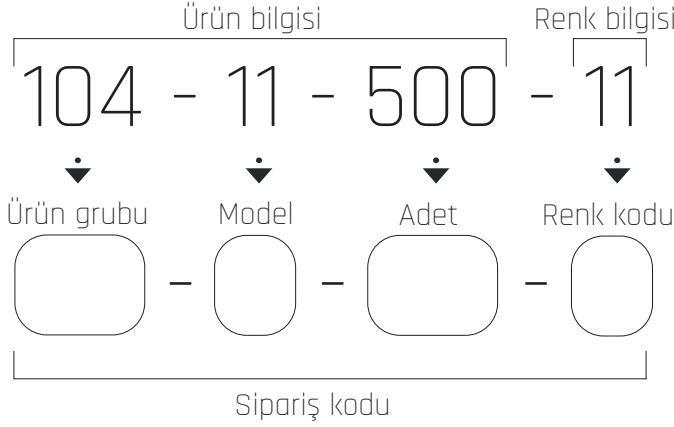 Ürün bilgisi Renk bilgisi
104 - 11 - 500 - 11
Ürün grubu Model Adet Renk kodu
- - -
Sipariş kodu